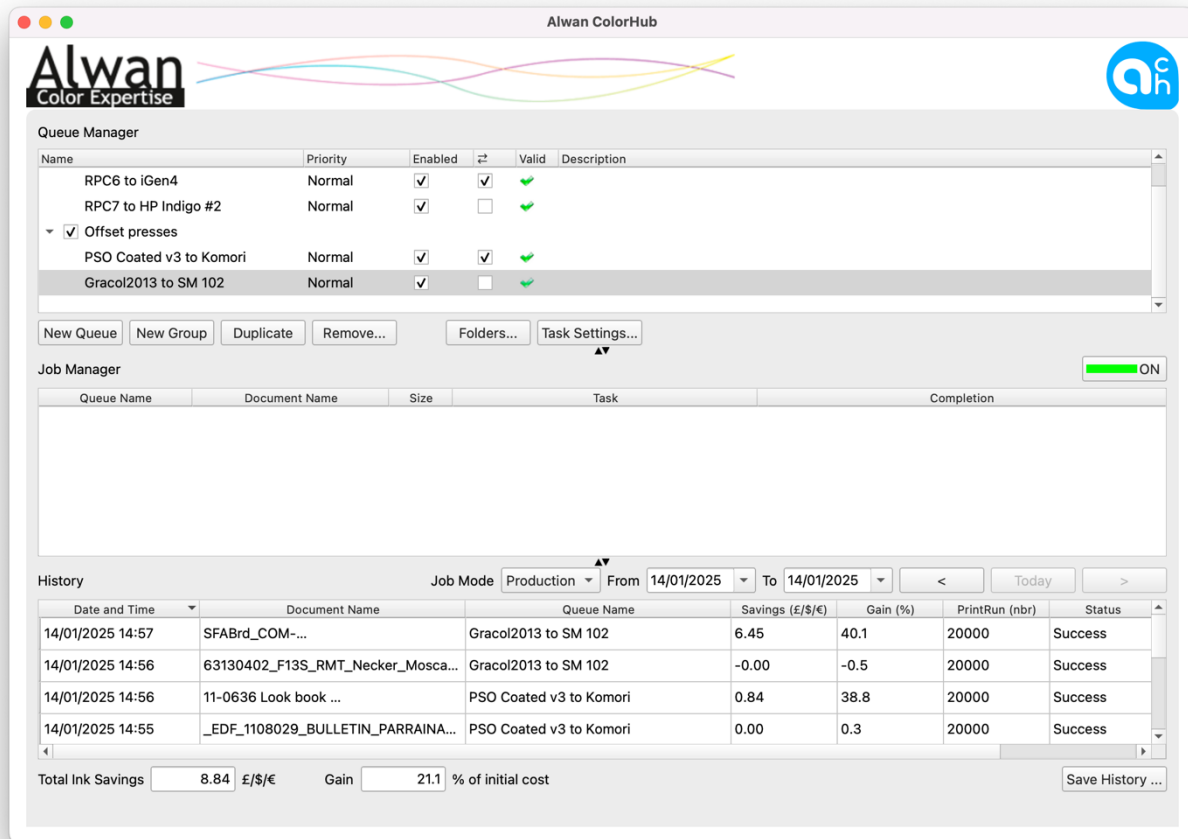 Alwan ColorHub
Alwan
Color Expertise
a c h
Queue Manager
Name Priority Enabled ⇄ Valid Description
RPC6 to iGen4 Normal
RPC7 to HP Indigo #2 Normal
Offset presses
PSO Coated v3 to Komori Normal
Gracol2013 to SM 102 Normal
New Queue New Group Duplicate Remove... Folders... Task Settings...
Job Manager ON
Queue Name Document Name Size Task Completion
History Job Mode Production From 14/01/2025 To 14/01/2025 < Today >
Date and Time Document Name Queue Name Savings (£/$/€) Gain (%) PrintRun (nbr) Status
14/01/2025 14:57 SFABrd_COM-... Gracol2013 to SM 102 6.45 40.1 20000 Success
14/01/2025 14:56 63130402_F13S_RMT_Necker_Mosca... Gracol2013 to SM 102 -0.00 -0.5 20000 Success
14/01/2025 14:56 11-0636 Look book ... PSO Coated v3 to Komori 0.84 38.8 20000 Success
14/01/2025 14:55 _EDF_1108029_BULLETIN_PARRAINA... PSO Coated v3 to Komori 0.00 0.3 20000 Success
Total Ink Savings 8.84 £/$/€ Gain 21.1 % of initial cost Save History ...